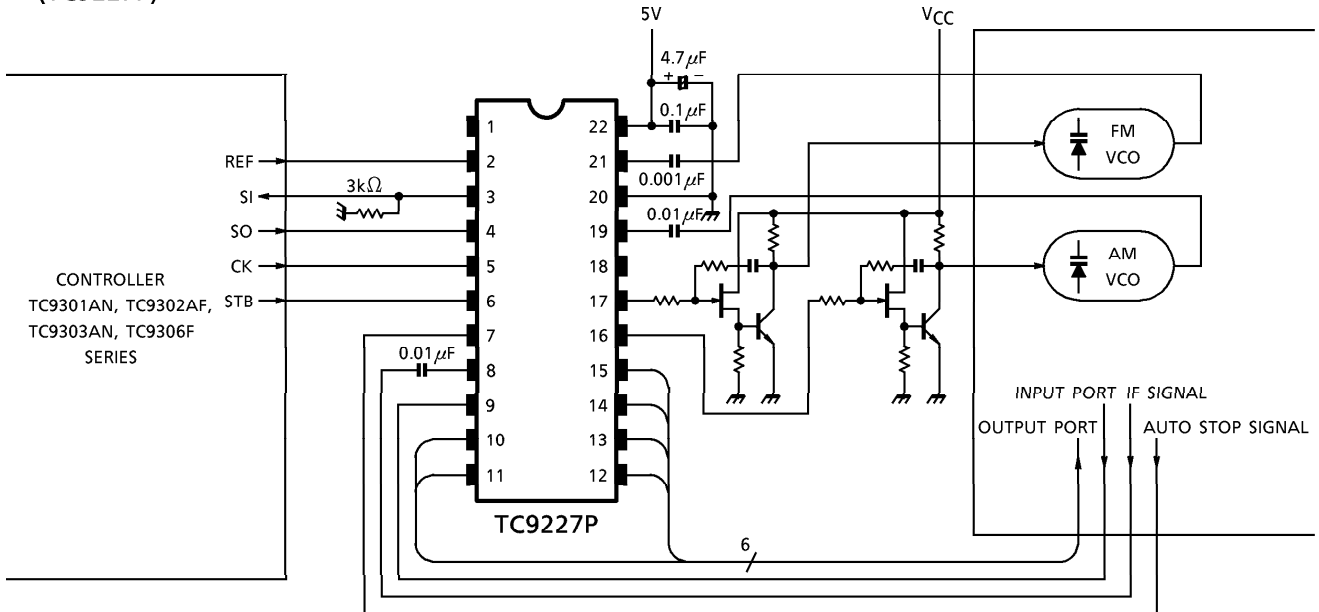 5V
VCC
4.7μF
+ −
0.1μF
1
22
FM
VCO
REF
2
21
0.001μF
SI
3kΩ
3
20
0.01μF
SO
4
19
CK
5
18
AM
VCO
CONTROLLER
TC9301AN, TC9302AF,
TC9303AN, TC9306F
SERIES
STB
6
17
7
16
0.01μF
8
15
9
14
10
13
11
12
INPUT PORT IF SIGNAL
OUTPUT PORT
AUTO STOP SIGNAL
TC9227P
6